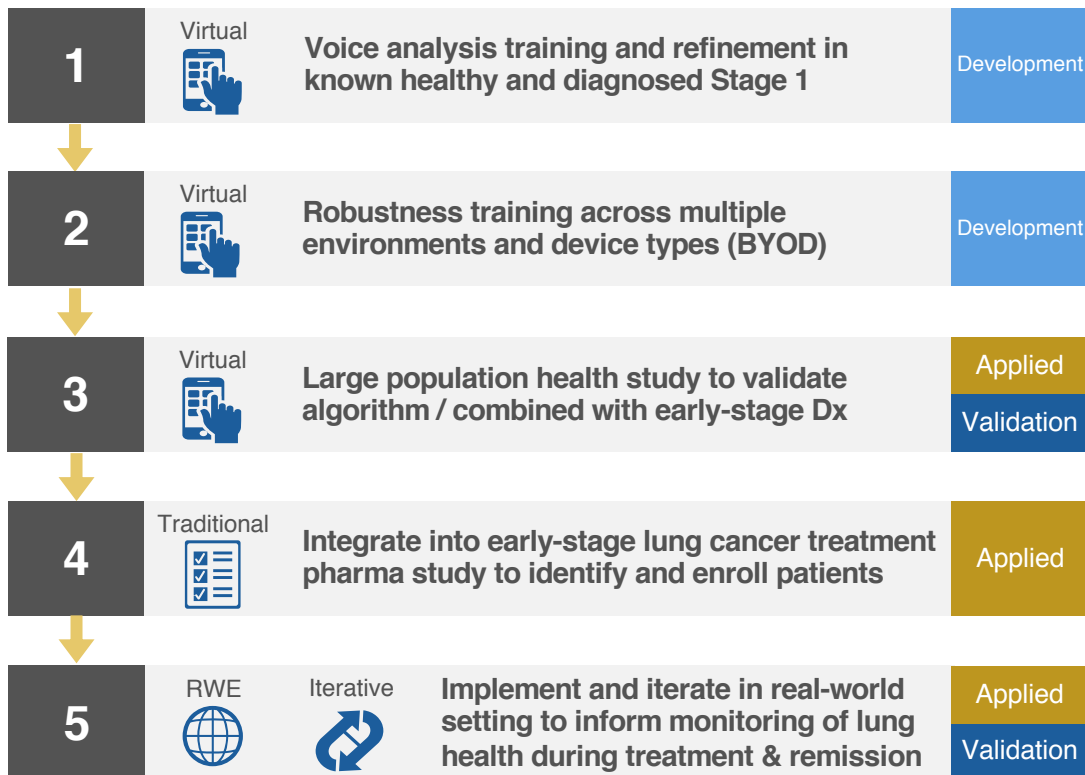 1
Virtual
Voice analysis training and refinement in
known healthy and diagnosed Stage 1
Development
2
Virtual
Robustness training across multiple
environments and device types (BYOD)
Development
3
Virtual
Large population health study to validate
algorithm / combined with early-stage Dx
Applied
Validation
4
Traditional
Integrate into early-stage lung cancer treatment
pharma study to identify and enroll patients
Applied
5
RWE
Iterative
Implement and iterate in real-world
setting to inform monitoring of lung
health during treatment & remission
Applied
Validation